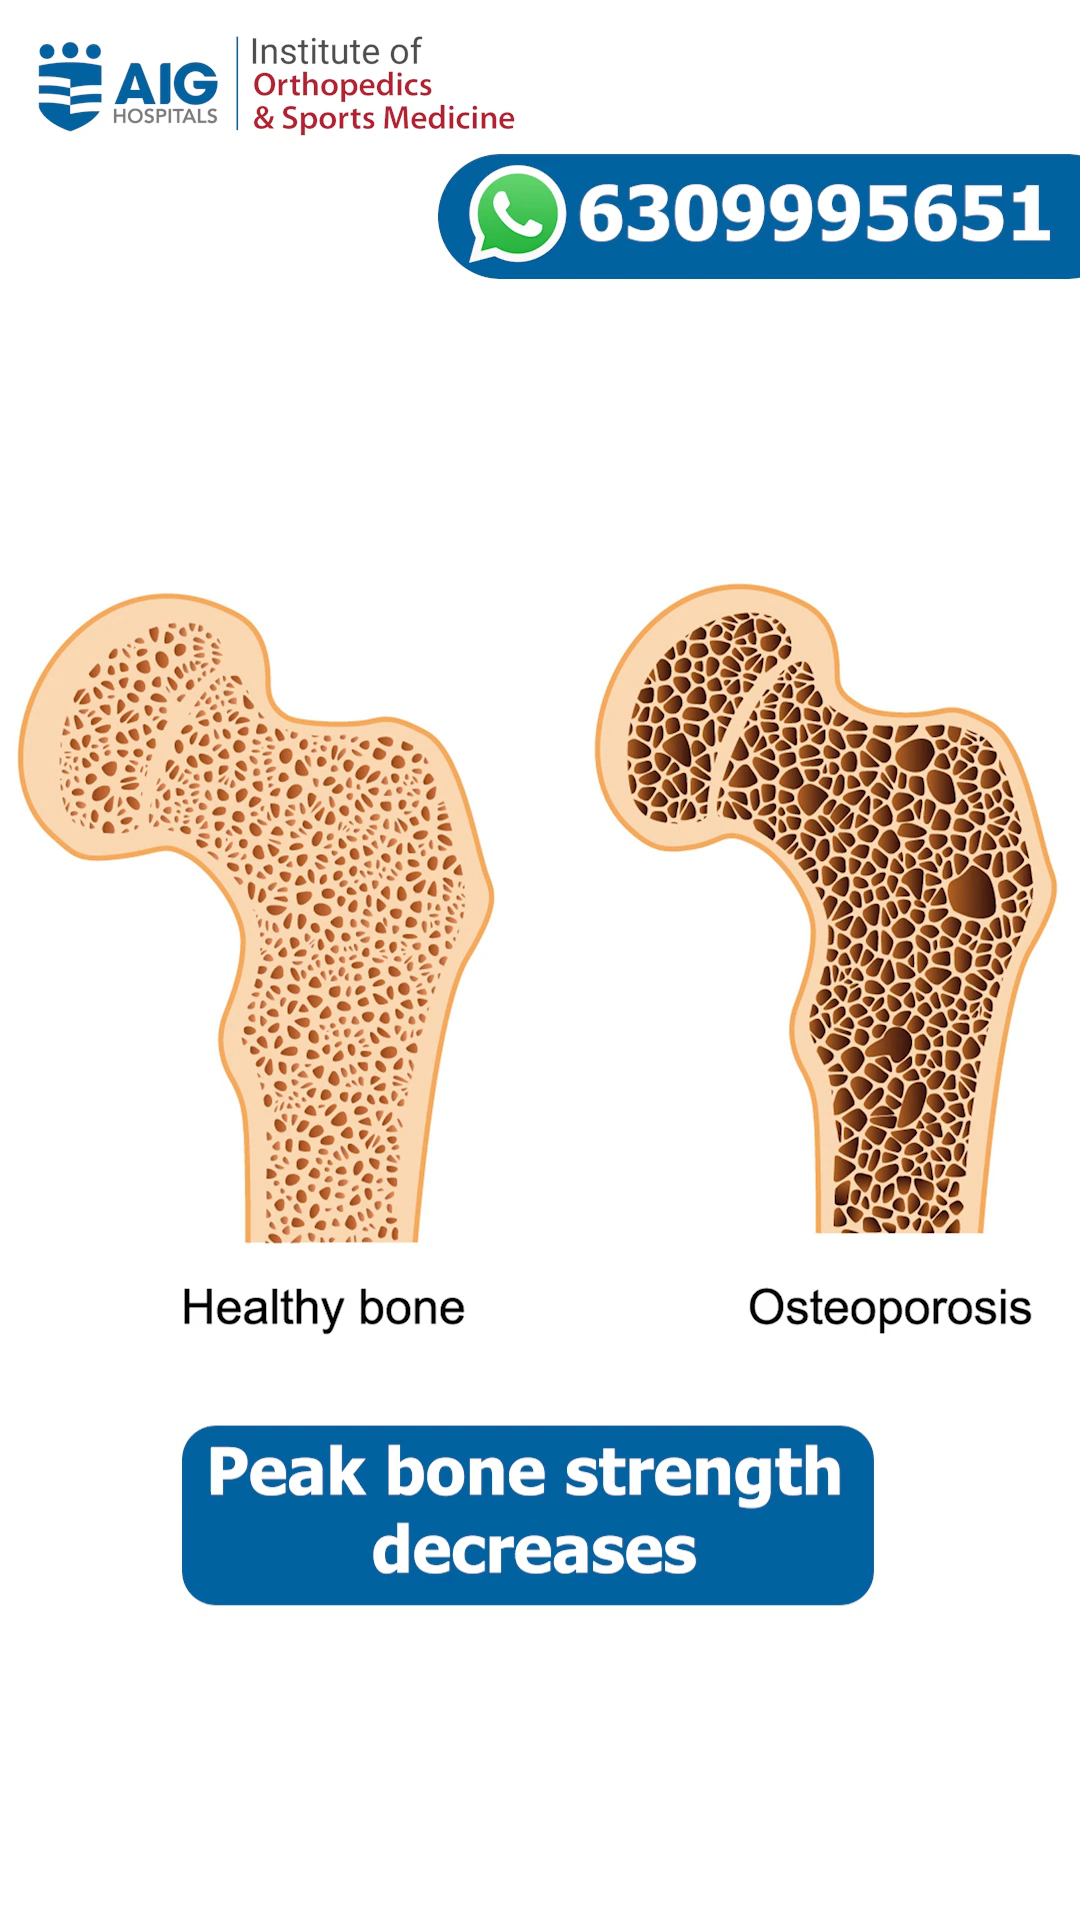 AIG
HOSPITALS
Institute of
Orthopedics
& Sports Medicine
6309995651
Healthy bone
Osteoporosis
Peak bone strength
decreases